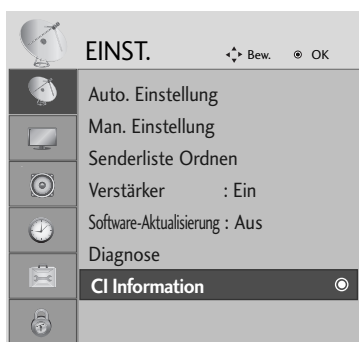 EINST. Bew. OK
Auto. Einstellung
Man. Einstellung
Senderliste Ordnen
Verstärker : Ein
Software-Aktualisierung : Aus
Diagnose
CI Information